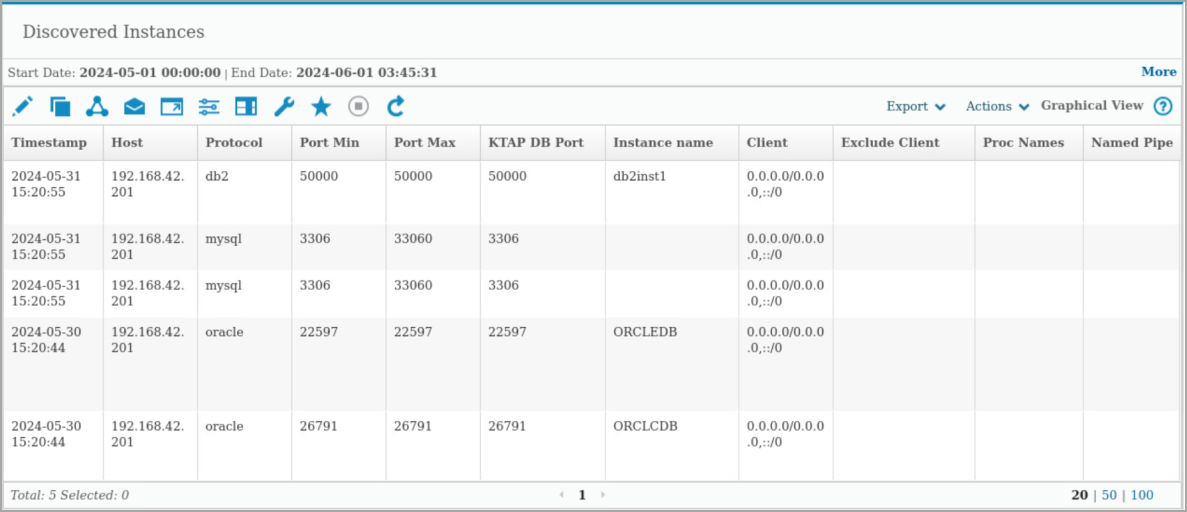 Discovered Instances
Start Date: 2024-05-01 00:00:00 | End Date: 2024-06-01 03:45:31 More
Export Actions Graphical View ?
Timestamp Host Protocol Port Min Port Max KTAP DB Port Instance name Client Exclude Client Proc Names Named Pipe
2024-05-31 192.168.42. db2 50000 50000 50000 db2inst1 0.0.0.0/0.0.0
15:20:55 201 .0,::/0
2024-05-31 192.168.42. mysql 3306 33060 3306 0.0.0.0/0.0.0
15:20:55 201 .0,::/0
2024-05-31 192.168.42. mysql 3306 33060 3306 0.0.0.0/0.0.0
15:20:55 201 .0,::/0
2024-05-30 192.168.42. oracle 22597 22597 22597 ORCLEDB 0.0.0.0/0.0.0
15:20:44 201 .0,::/0
2024-05-30 192.168.42. oracle 26791 26791 26791 ORCLCDB 0.0.0.0/0.0.0
15:20:44 201 .0,::/0
Total: 5 Selected: 0 1 20 | 50 | 100